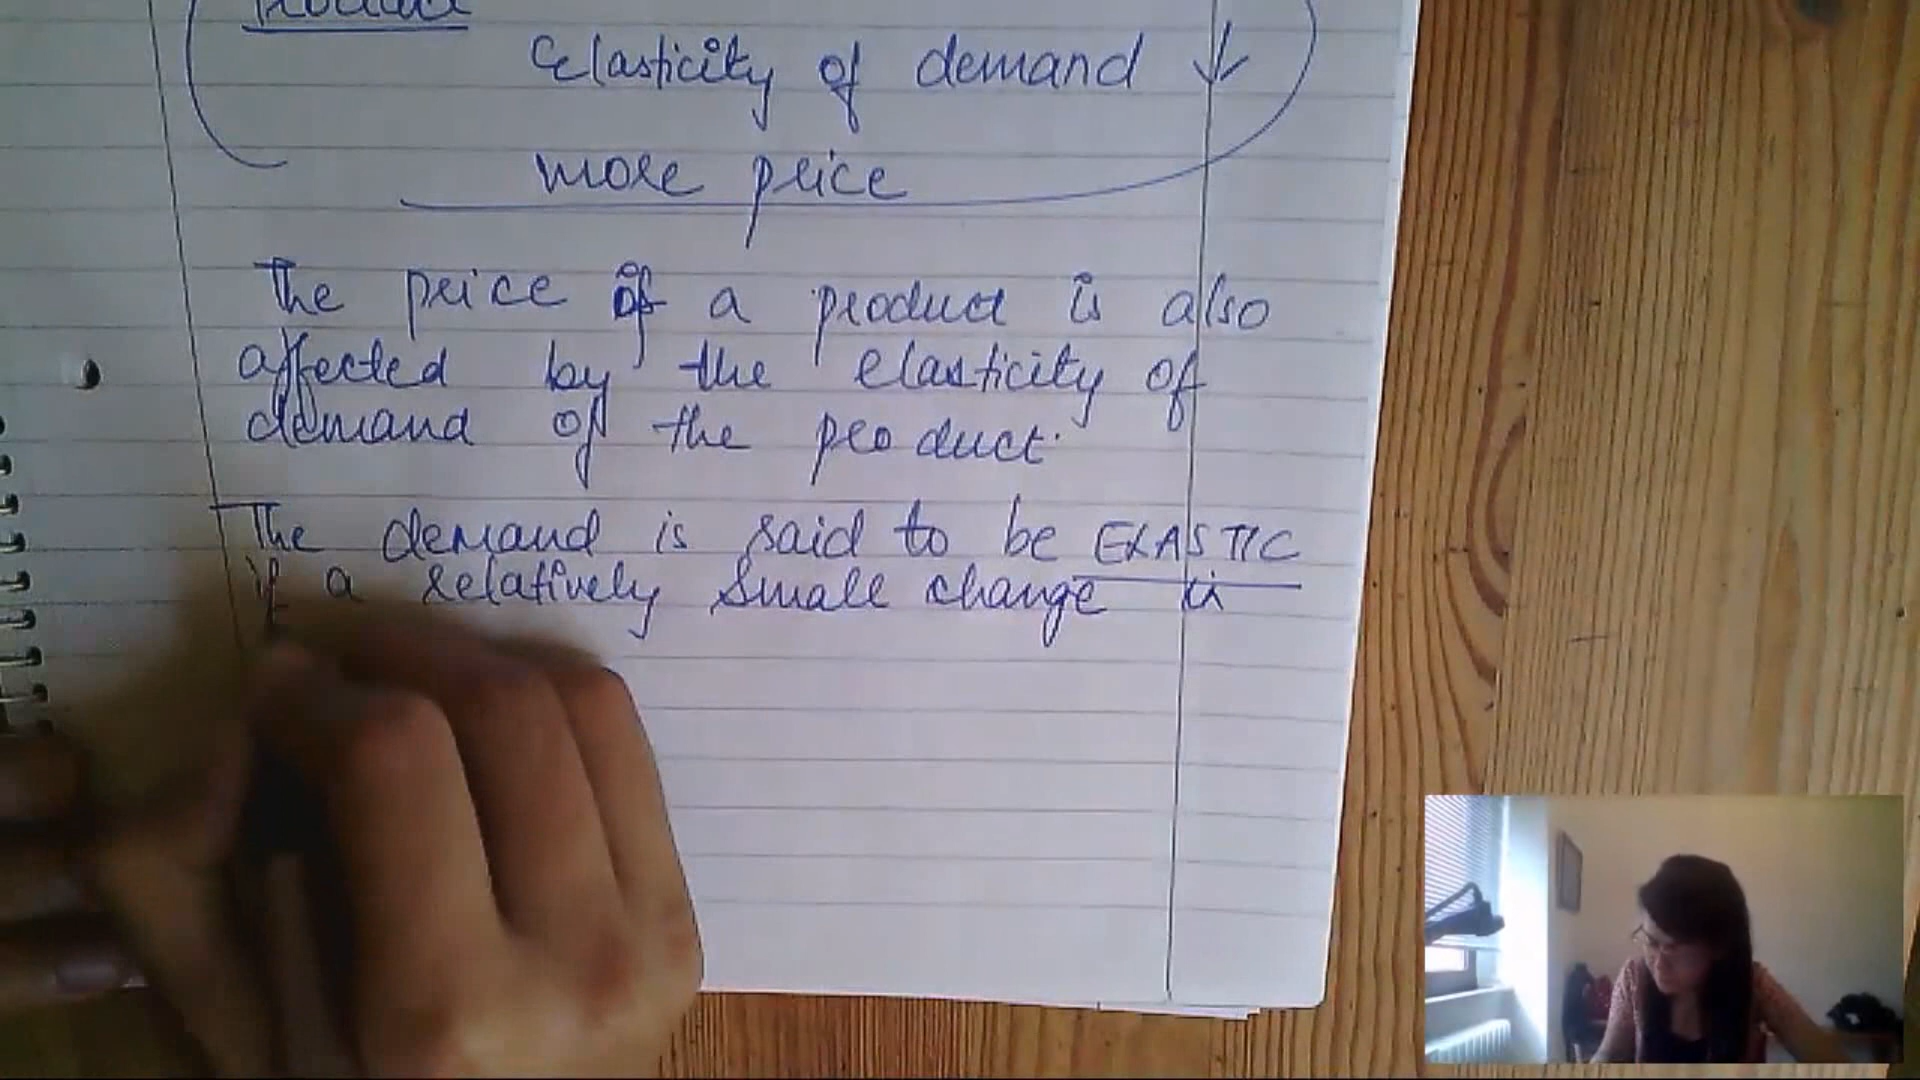 Product
Elasticity of demand ↓
more price
The price of a product is also
affected by the elasticity of
demand of the product.
The demand is said to be ELASTIC
if a relatively small change in